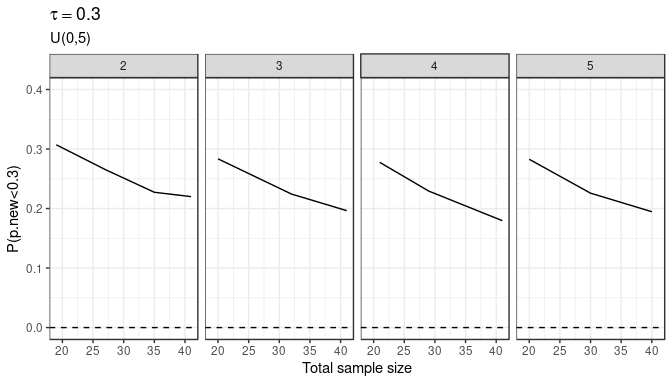 τ = 0.3
U(0,5)
2 3 4 5
0.4
0.3
0.2
0.1
0.0
P(p.new<0.3)
20 25 30 35 40 20 25 30 35 40 20 25 30 35 40 20 25 30 35 40
Total sample size